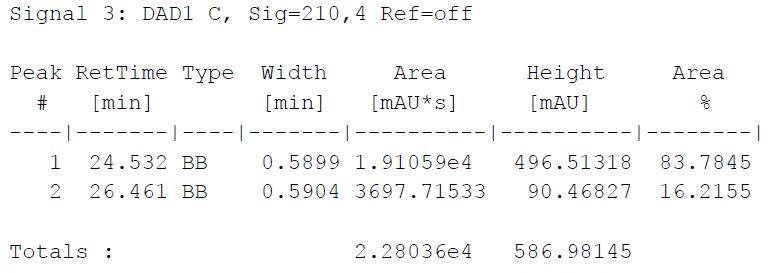 Signal 3: DAD1 C, Sig=210,4 Ref=off
Peak RetTime Type  Width     Area      Height     Area
  #   [min]        [min]   [mAU*s]     [mAU]        %
----|-------|----|-------|----------|----------|--------|
   1  24.532 BB    0.5899 1.91059e4   496.51318  83.7845
   2  26.461 BB    0.5904 3697.71533   90.46827  16.2155
Totals :                  2.28036e4   586.98145